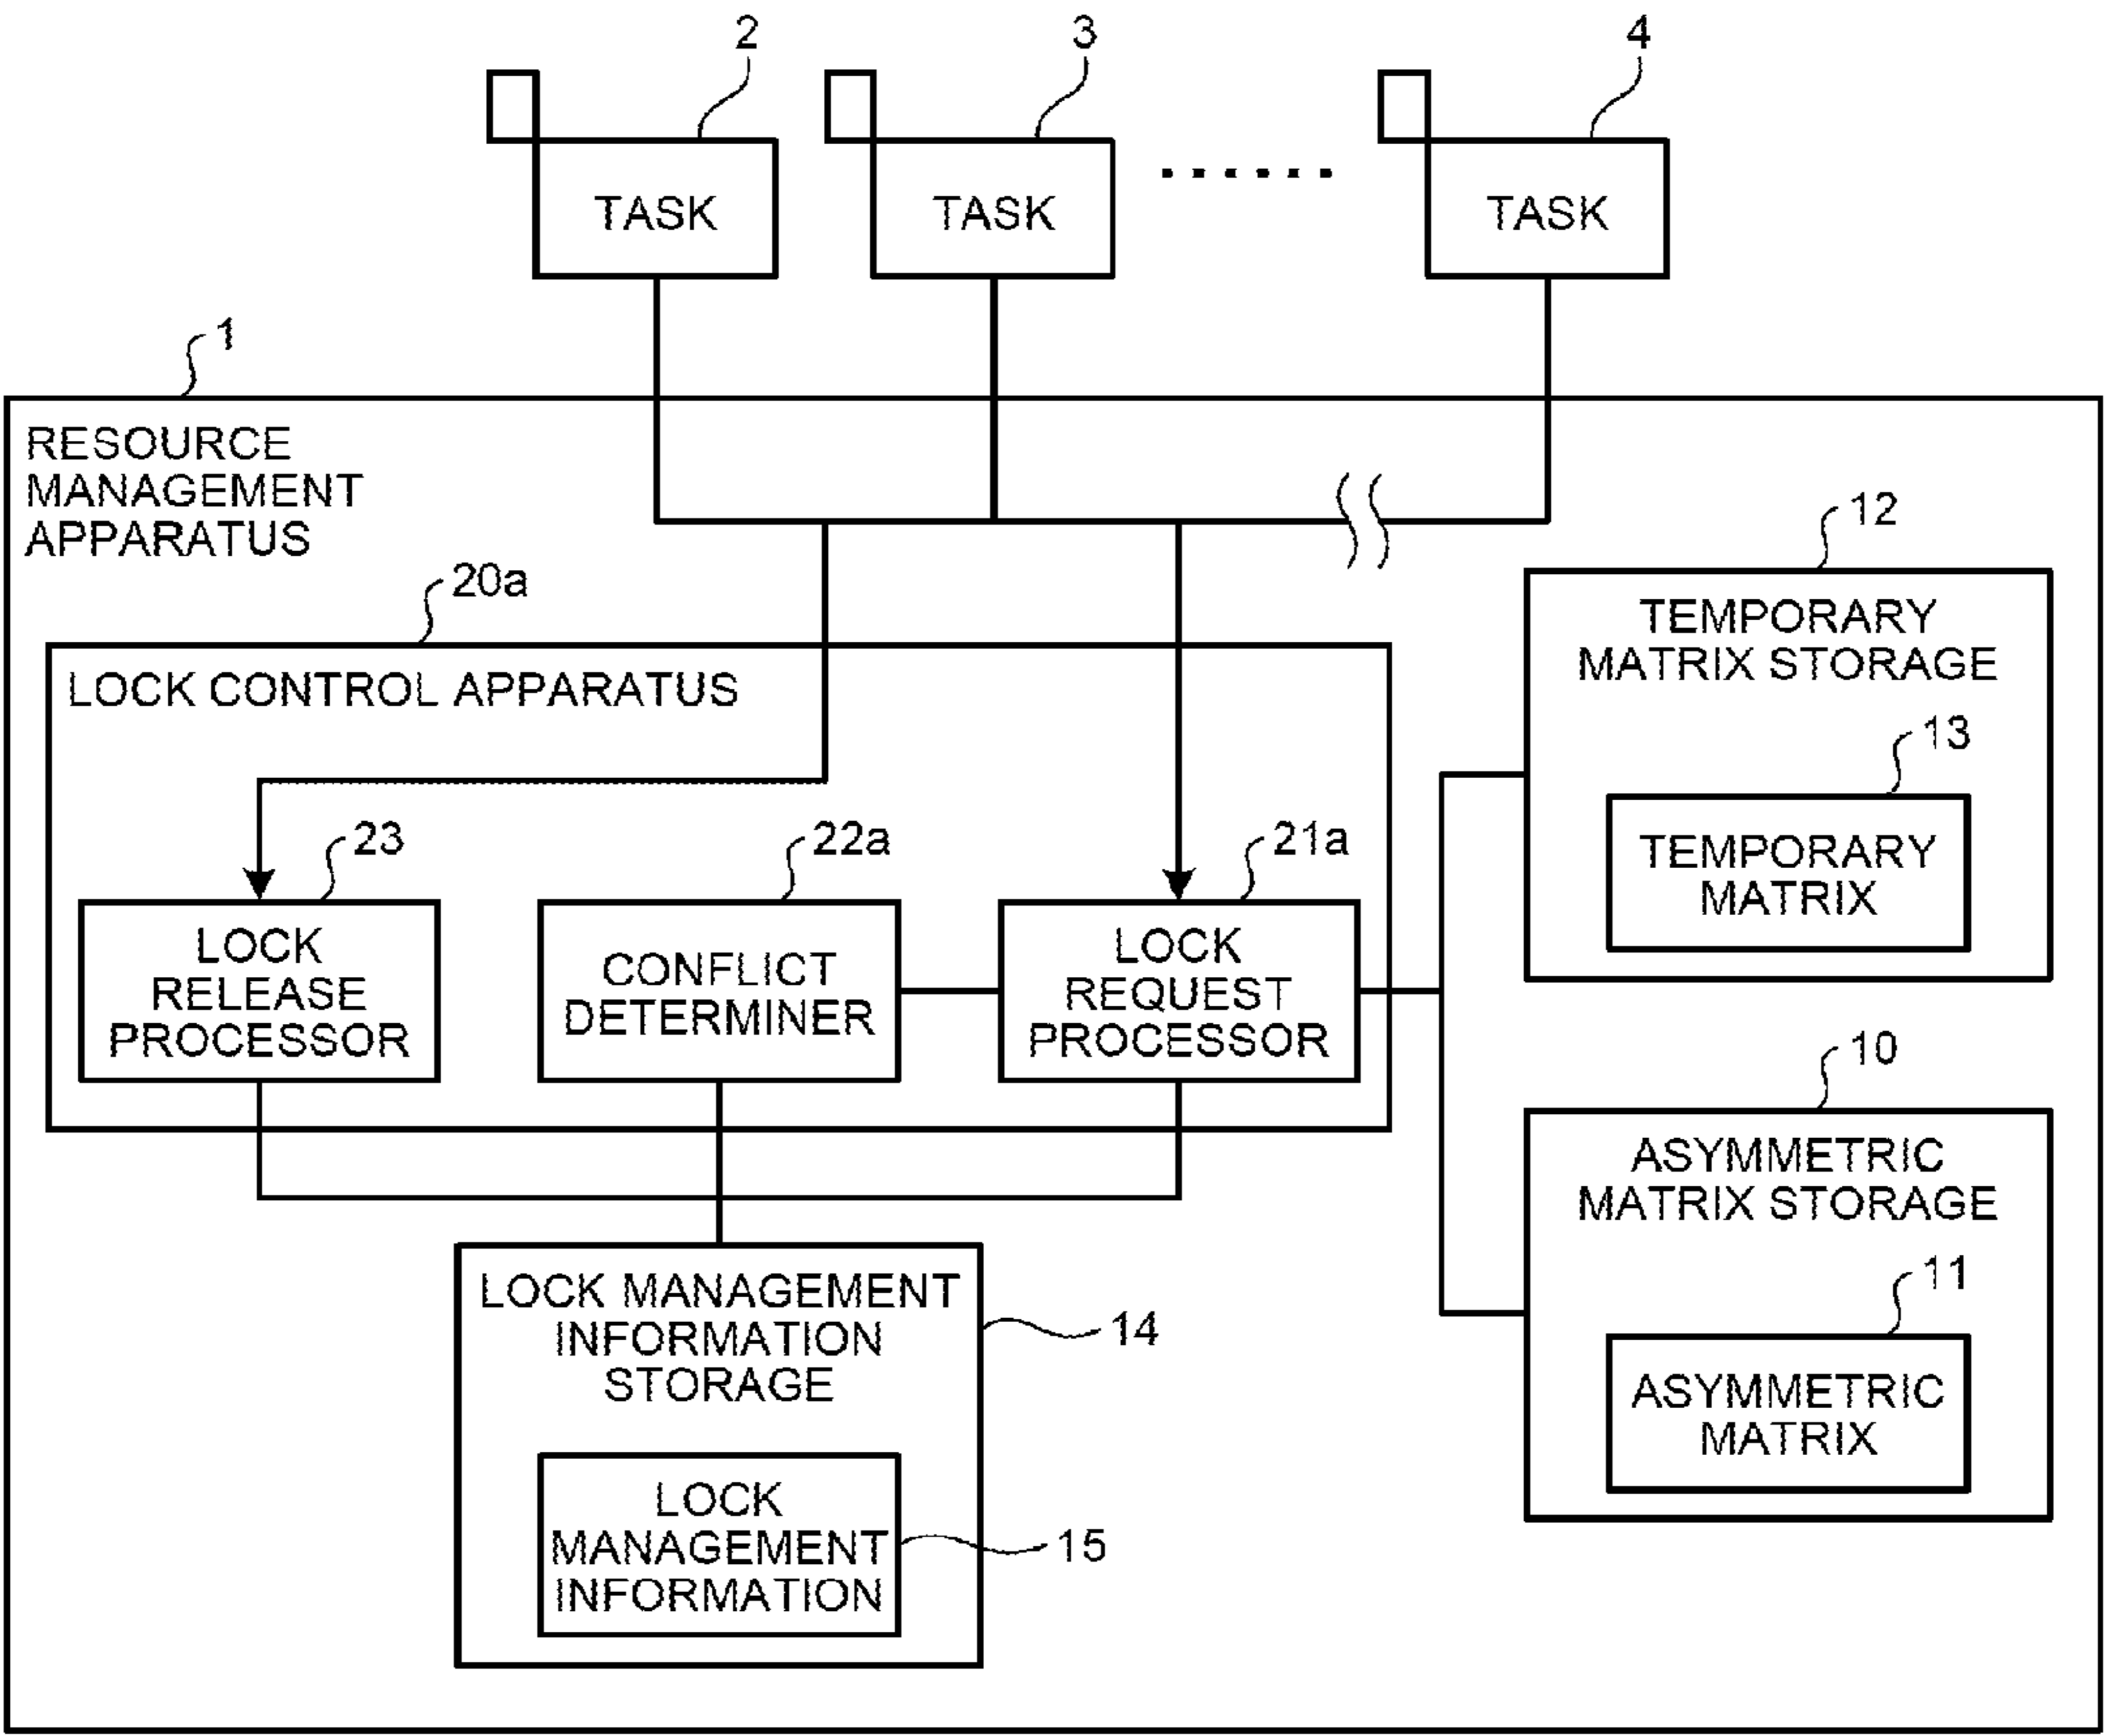 2
3
4
TASK
TASK
TASK
1
RESOURCE
MANAGEMENT
APPARATUS
12
20a
TEMPORARY
MATRIX STORAGE
LOCK CONTROL APPARATUS
13
TEMPORARY
MATRIX
23
22a
21a
LOCK
RELEASE
PROCESSOR
CONFLICT
DETERMINER
LOCK
REQUEST
PROCESSOR
10
ASYMMETRIC
MATRIX STORAGE
11
ASYMMETRIC
MATRIX
LOCK MANAGEMENT
INFORMATION
STORAGE
14
LOCK
MANAGEMENT
INFORMATION
15